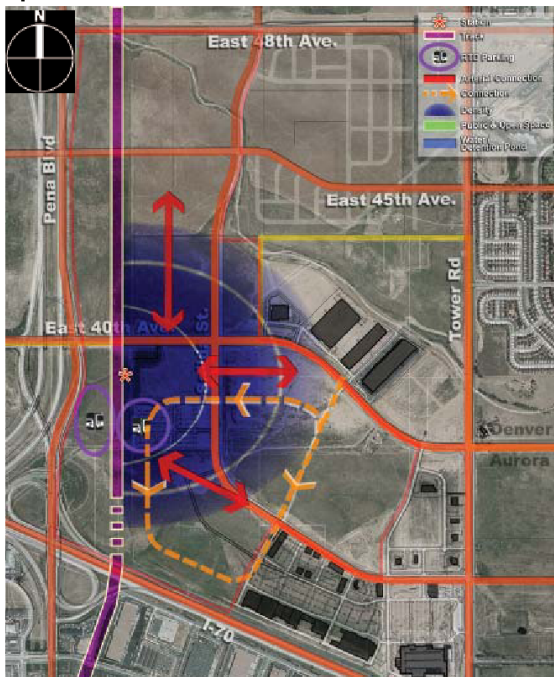 N
East 48th Ave.
Station
Track
RTD Parking
Arterial Connection
Connection
Density
Public & Open Space
Water/
Detention Pond
Pena Blvd
East 45th Ave.
Tower Rd
East 40th Ave.
St.
Denver
Aurora
I-70